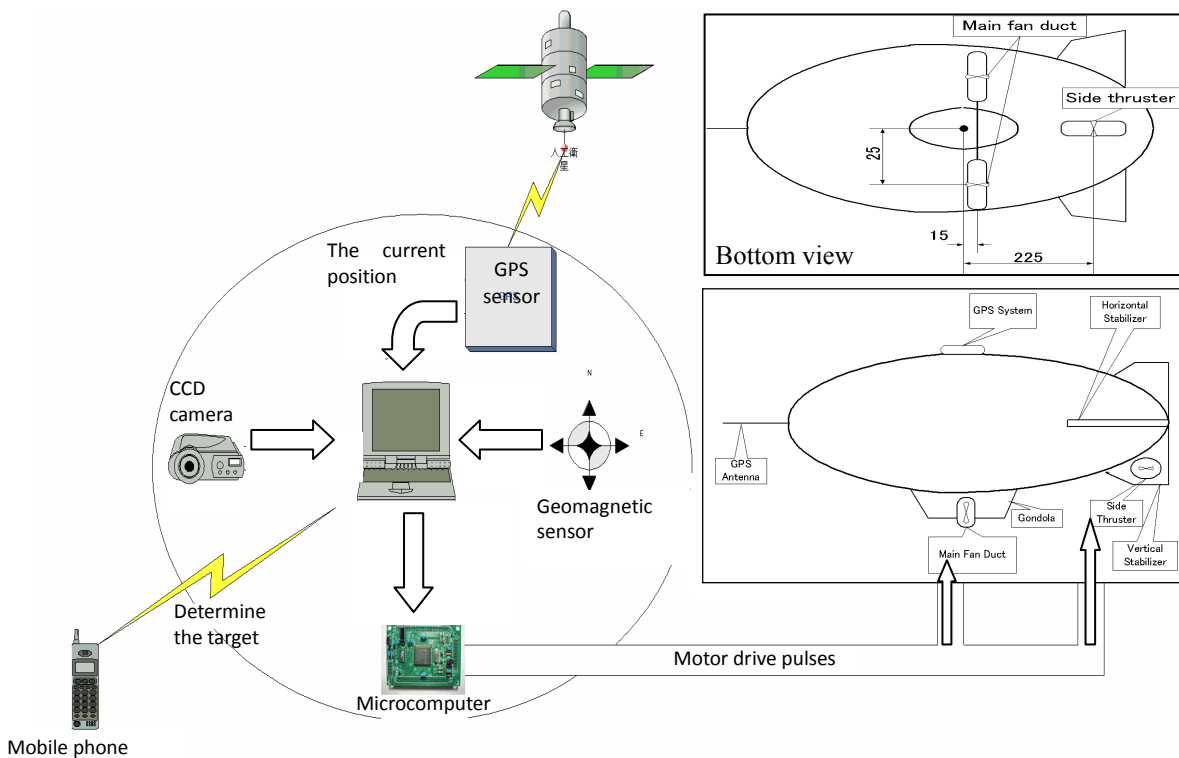 人工衛
星
The current
position
GPS
sensor
GPS
CCD
camera
N
E
Geomagnetic
sensor
Determine
the target
Microcomputer
Motor drive pulses
Mobile phone
Main fan duct
Side thruster
25
15
225
Bottom view
GPS System
Horizontal
Stabilizer
GPS
Antenna
Gondola
Side
Thruster
Main Fan Duct
Vertical
Stabilizer